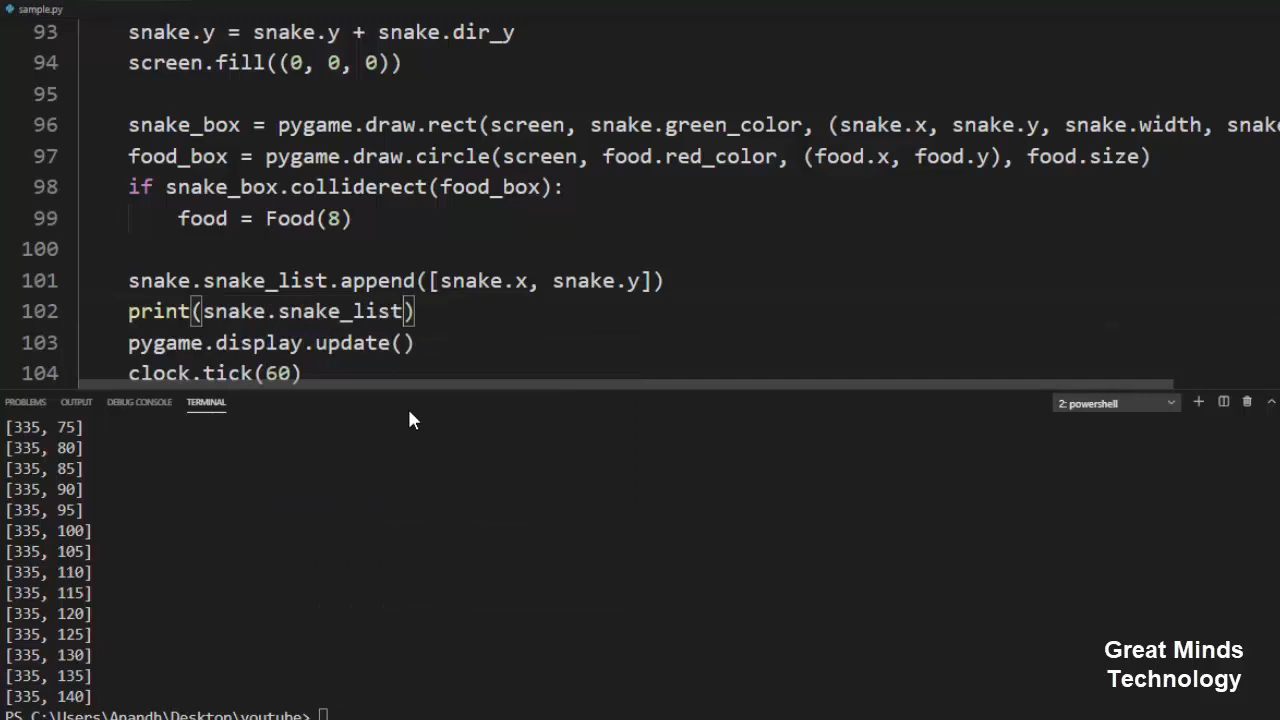 sample.py
93 snake.y = snake.y + snake.dir_y
94 screen.fill((0, 0, 0))
95
96 snake_box = pygame.draw.rect(screen, snake.green_color, (snake.x, snake.y, snake.width, snake
97 food_box = pygame.draw.circle(screen, food.red_color, (food.x, food.y), food.size)
98 if snake_box.colliderect(food_box):
99 food = Food(8)
100
101 snake.snake_list.append([snake.x, snake.y])
102 print(snake.snake_list)
103 pygame.display.update()
104 clock.tick(60)
PROBLEMS OUTPUT DEBUG CONSOLE TERMINAL 2: powershell
[335, 75]
[335, 80]
[335, 85]
[335, 90]
[335, 95]
[335, 100]
[335, 105]
[335, 110]
[335, 115]
[335, 120]
[335, 125]
[335, 130]
[335, 135]
[335, 140]
PS C:\Users\Anandh\Desktop\youtube>
Great Minds
Technology